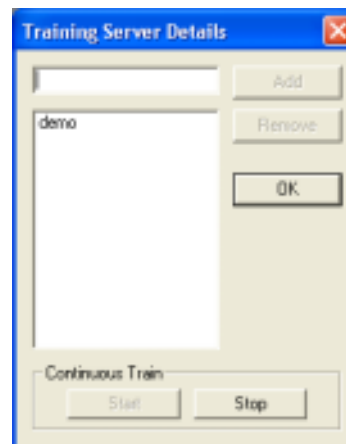 Training Server Details
Add
demo
Remove
OK
Continuous Train
Start
Stop